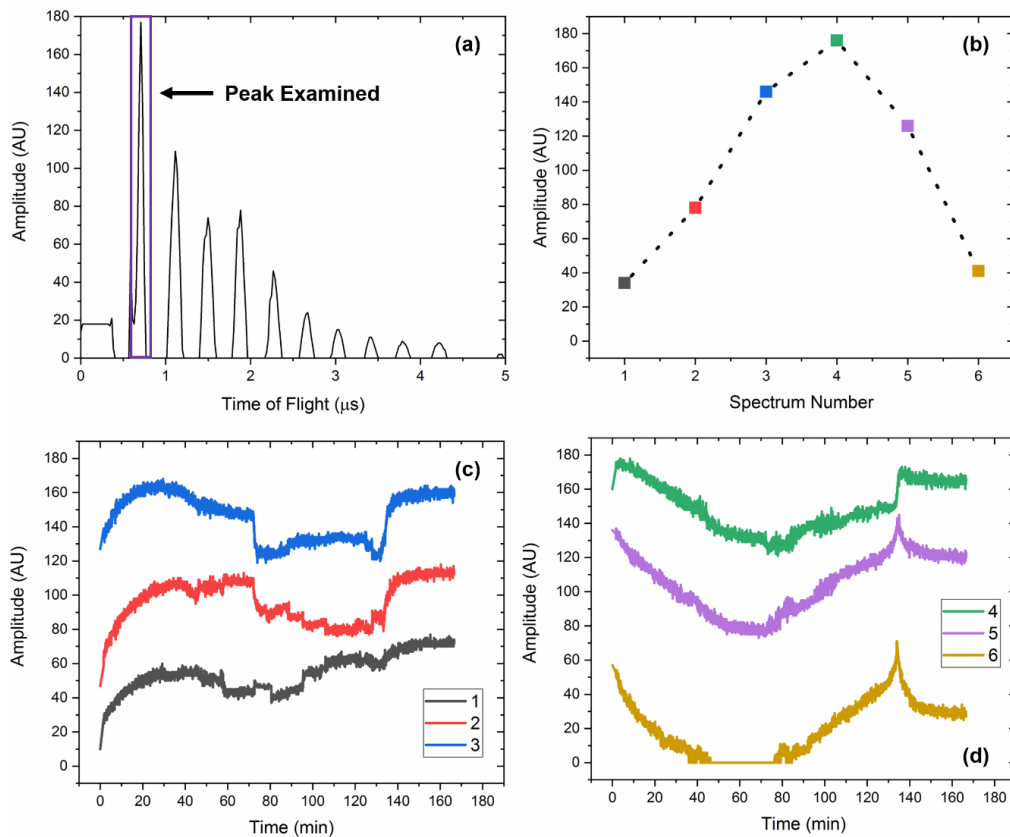 (a)
Peak Examined
180
160
140
120
100
80
60
40
20
0
0 1 2 3 4 5
Amplitude (AU)
Time of Flight (μs)
(b)
180
160
140
120
100
80
60
40
20
0
1 2 3 4 5 6
Amplitude (AU)
Spectrum Number
(c)
180
160
140
120
100
80
60
40
20
0
0 20 40 60 80 100 120 140 160 180
Amplitude (AU)
Time (min)
1
2
3
180
160
140
120
100
80
60
40
20
0
0 20 40 60 80 100 120 140 160 180
Amplitude (AU)
Time (min)
4
5
6
(d)